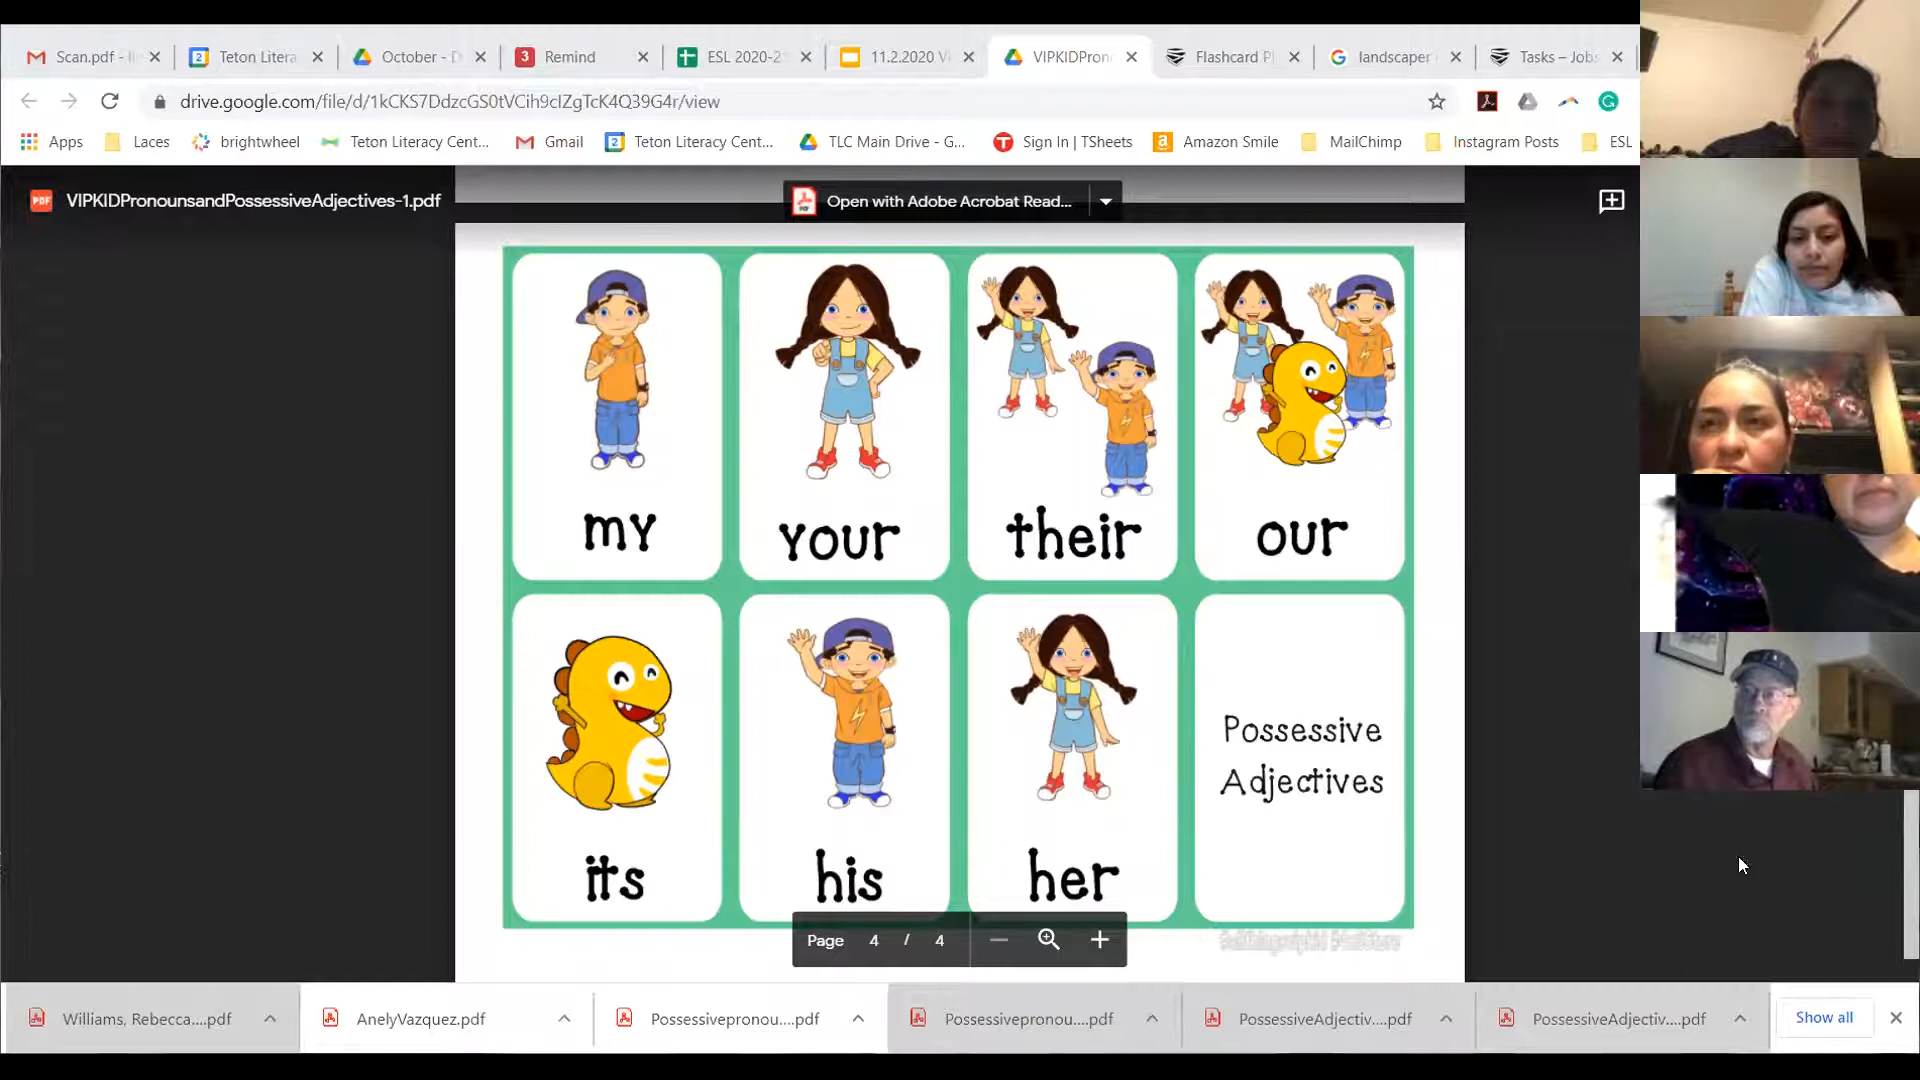 Scan.pdf - 
Teton Litera
October - D
Remind
ESL 2020-2
11.2.2020 V
VIPKIDPron
Flashcard P
landscaper
Tasks – Jobs
drive.google.com/file/d/1kCKS7DdzcGS0tVCih9cIZgTcK4Q39G4r/view
Apps
Laces
brightwheel
Teton Literacy Cent...
Gmail
Teton Literacy Cent...
TLC Main Drive - G...
Sign In | TSheets
Amazon Smile
MailChimp
Instagram Posts
ESL
PDF VIPKIDPronounsandPossessiveAdjectives-1.pdf
Open with Adobe Acrobat Read...
my
your
their
our
its
his
her
Possessive
Adjectives
Page 4 / 4
Williams, Rebecca....pdf
AnelyVazquez.pdf
Possessivepronou....pdf
Possessivepronou....pdf
PossessiveAdjectiv....pdf
PossessiveAdjectiv....pdf
Show all